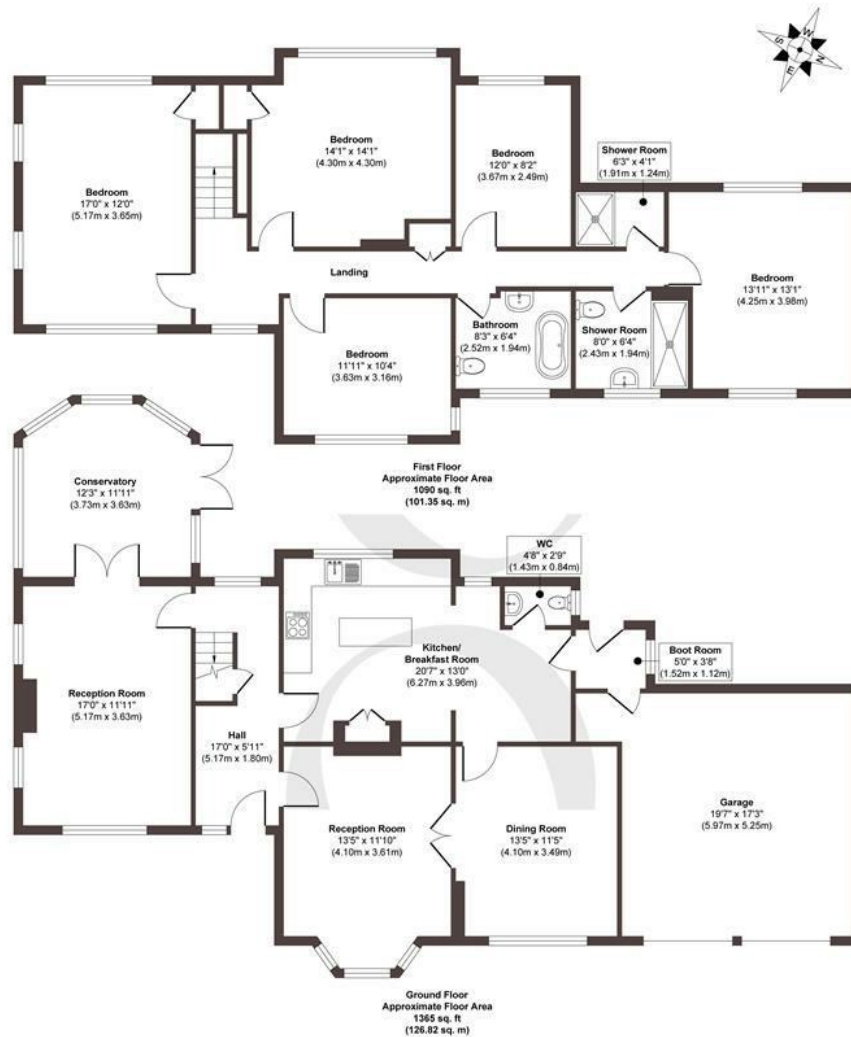 S
W
N
E
Bedroom
14'1" x 14'1"
(4.30m x 4.30m)
Bedroom
12'0" x 8'2"
(3.67m x 2.49m)
Shower Room
6'3" x 4'1"
(1.91m x 1.24m)
Bedroom
17'0" x 12'0"
(5.17m x 3.65m)
Landing
Bedroom
13'11" x 13'1"
(4.25m x 3.98m)
Bathroom
8'3" x 6'4"
(2.52m x 1.94m)
Shower Room
8'0" x 6'4"
(2.43m x 1.94m)
Bedroom
11'11" x 10'4"
(3.63m x 3.16m)
First Floor
Approximate Floor Area
1090 sq. ft
(101.35 sq. m)
Conservatory
12'3" x 11'11"
(3.73m x 3.63m)
WC
4'8" x 2'9"
(1.43m x 0.84m)
Kitchen/
Breakfast Room
20'7" x 13'0"
(6.27m x 3.96m)
Boot Room
5'0" x 3'8"
(1.52m x 1.12m)
Reception Room
17'0" x 11'11"
(5.17m x 3.63m)
Hall
17'0" x 5'11"
(5.17m x 1.80m)
Reception Room
13'5" x 11'10"
(4.10m x 3.61m)
Dining Room
13'5" x 11'5"
(4.10m x 3.49m)
Garage
19'7" x 17'3"
(5.97m x 5.25m)
Ground Floor
Approximate Floor Area
1365 sq. ft
(126.82 sq. m)